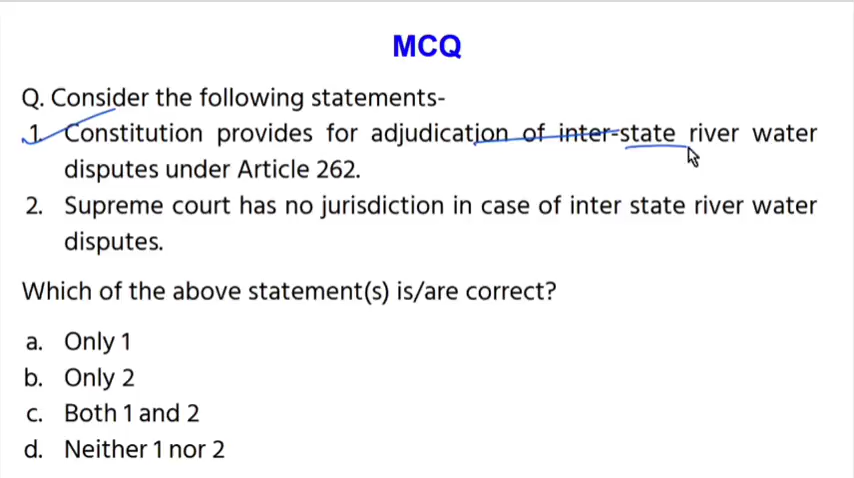 MCQ
Q. Consider the following statements-
1. Constitution provides for adjudication of inter-state river water
disputes under Article 262.
2. Supreme court has no jurisdiction in case of inter state river water
disputes.
Which of the above statement(s) is/are correct?
a. Only 1
b. Only 2
c. Both 1 and 2
d. Neither 1 nor 2